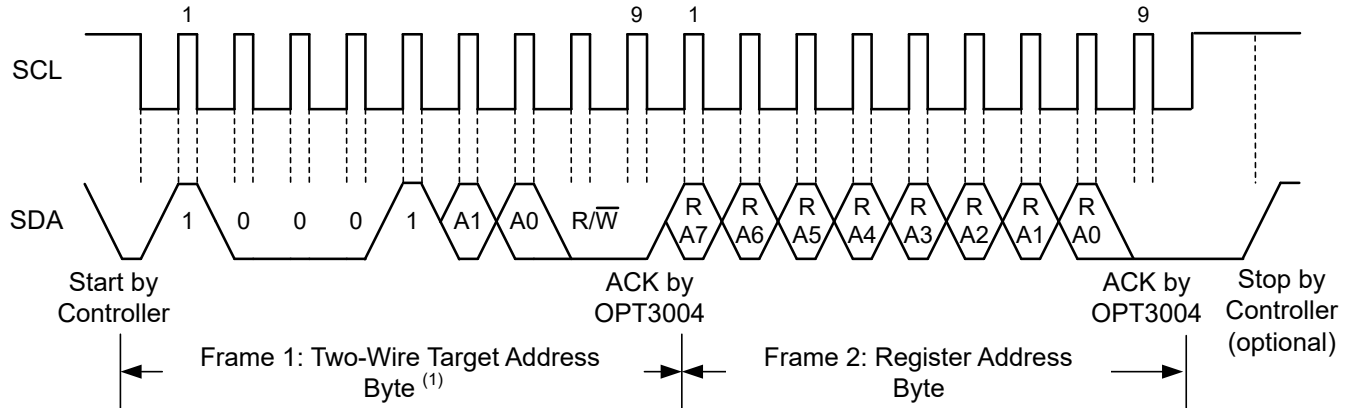 1 9 1 9
SCL
SDA
1 0 0 0 1 A1 A0 R/W̅ R A7 R A6 R A5 R A4 R A3 R A2 R A1 R A0
Start by
Controller
ACK by
OPT3004
ACK by
OPT3004
Stop by
Controller
(optional)
Frame 1: Two-Wire Target Address
Byte (1)
Frame 2: Register Address
Byte